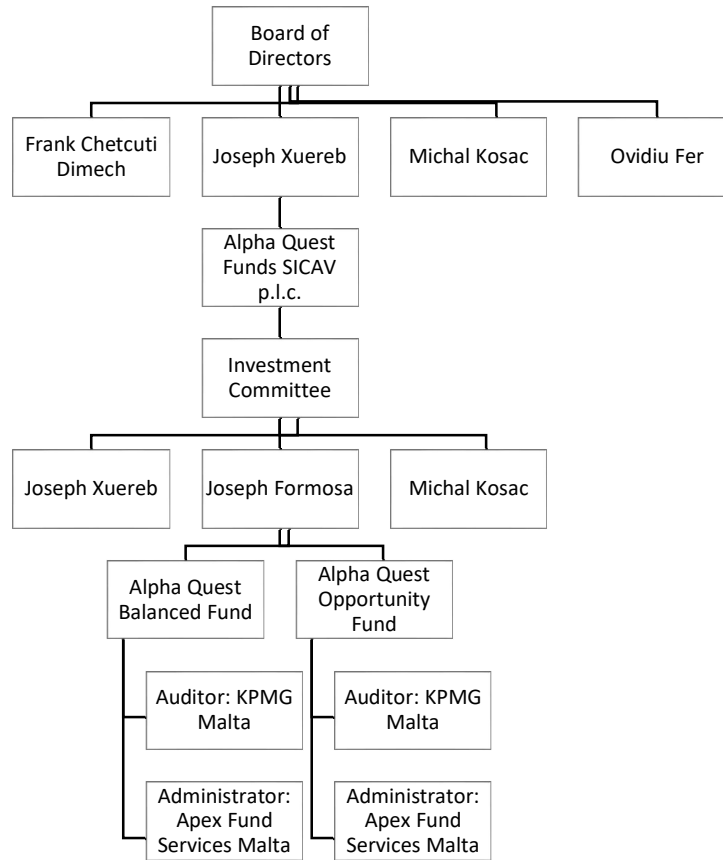 Board of
Directors
Frank Chetcuti
Dimech
Joseph Xuereb
Michal Kosac
Ovidiu Fer
Alpha Quest
Funds SICAV
p.l.c.
Investment
Committee
Joseph Xuereb
Joseph Formosa
Michal Kosac
Alpha Quest
Balanced Fund
Alpha Quest
Opportunity
Fund
Auditor: KPMG
Malta
Auditor: KPMG
Malta
Administrator:
Apex Fund
Services Malta
Administrator:
Apex Fund
Services Malta